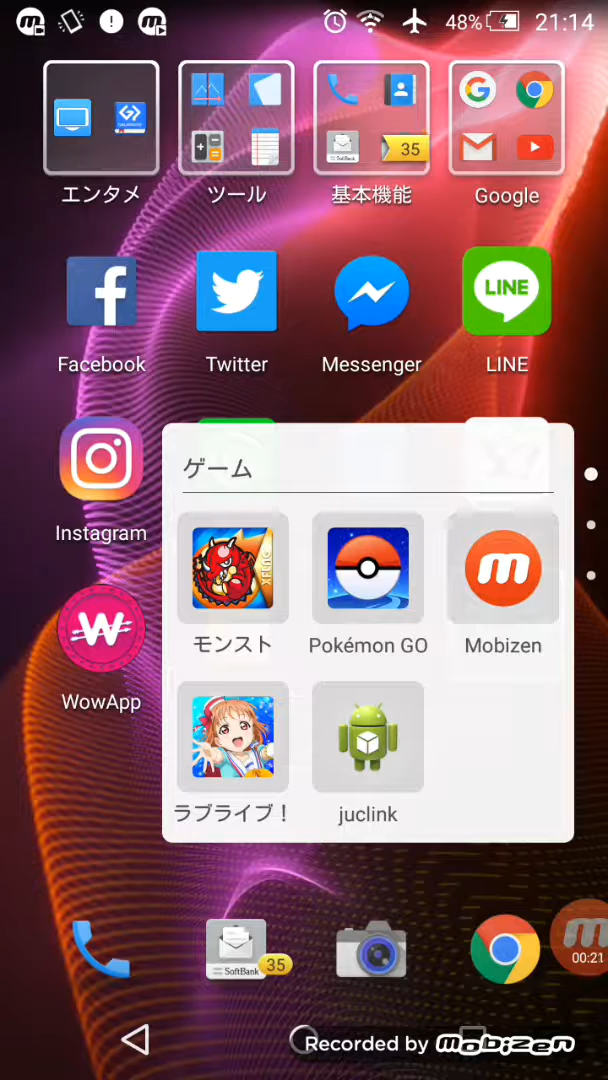 48% 21:14
35
エンタメ ツール 基本機能 Google
LINE
Facebook Twitter Messenger LINE
ゲーム
Instagram
XFLAG
モンスト Pokémon GO Mobizen
WowApp
ラブライブ！ juclink
SoftBank 35
00:21
Recorded by mobizen